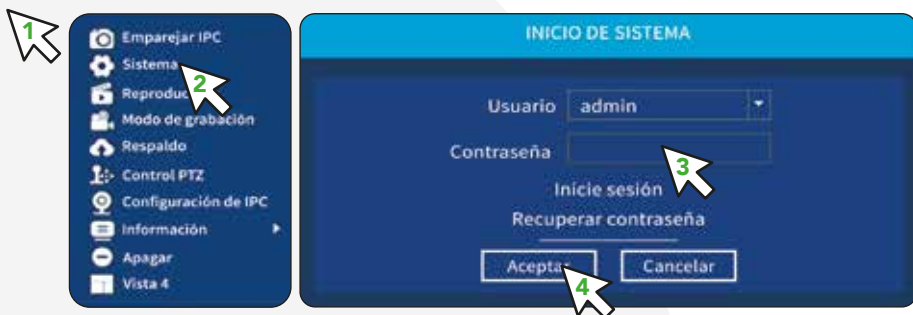 1
Emparejar IPC
Sistema
2
Reproduc
Modo de grabación
Respaldo
Control PTZ
Configuración de IPC
Información
Apagar
Vista 4
INICIO DE SISTEMA
Usuario admin
Contraseña
3
Inicie sesión
Recuperar contraseña
Aceptar Cancelar
4